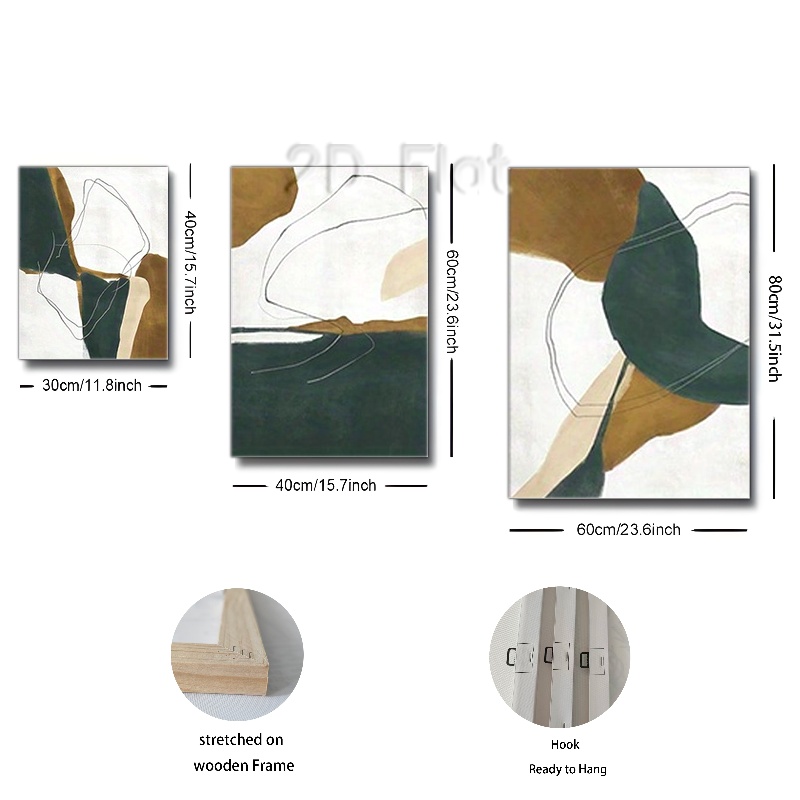 2D Flat
40cm/15.7inch
30cm/11.8inch
60cm/23.6inch
40cm/15.7inch
80cm/31.5inch
60cm/23.6inch
stretched on
wooden Frame
Hook
Ready to Hang